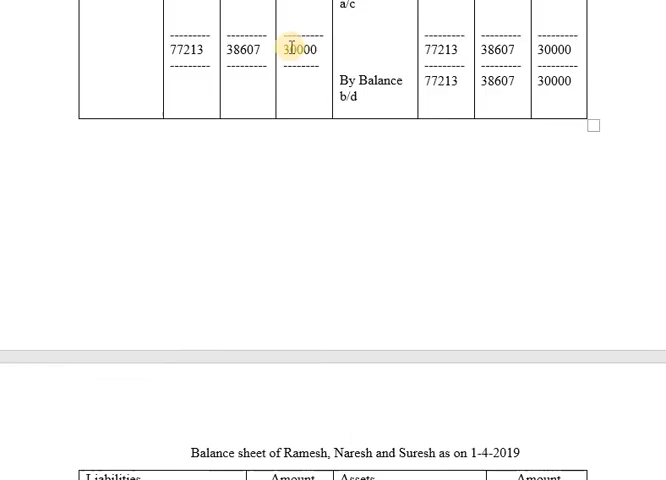 a/c
--------- --------- --------- --------- --------- ---------
77213 38607 30000 77213 38607 30000
--------- --------- -------- --------- --------- ---------
By Balance 77213 38607 30000
b/d
Balance sheet of Ramesh, Naresh and Suresh as on 1-4-2019
Liabilities Amount Assets Amount